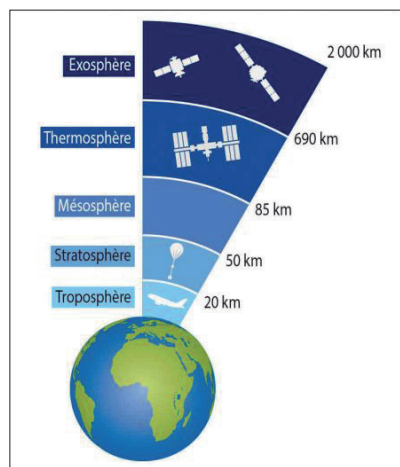 2 000 km
Exosphère
690 km
Thermosphère
85 km
Mésosphère
50 km
Stratosphère
20 km
Troposphère